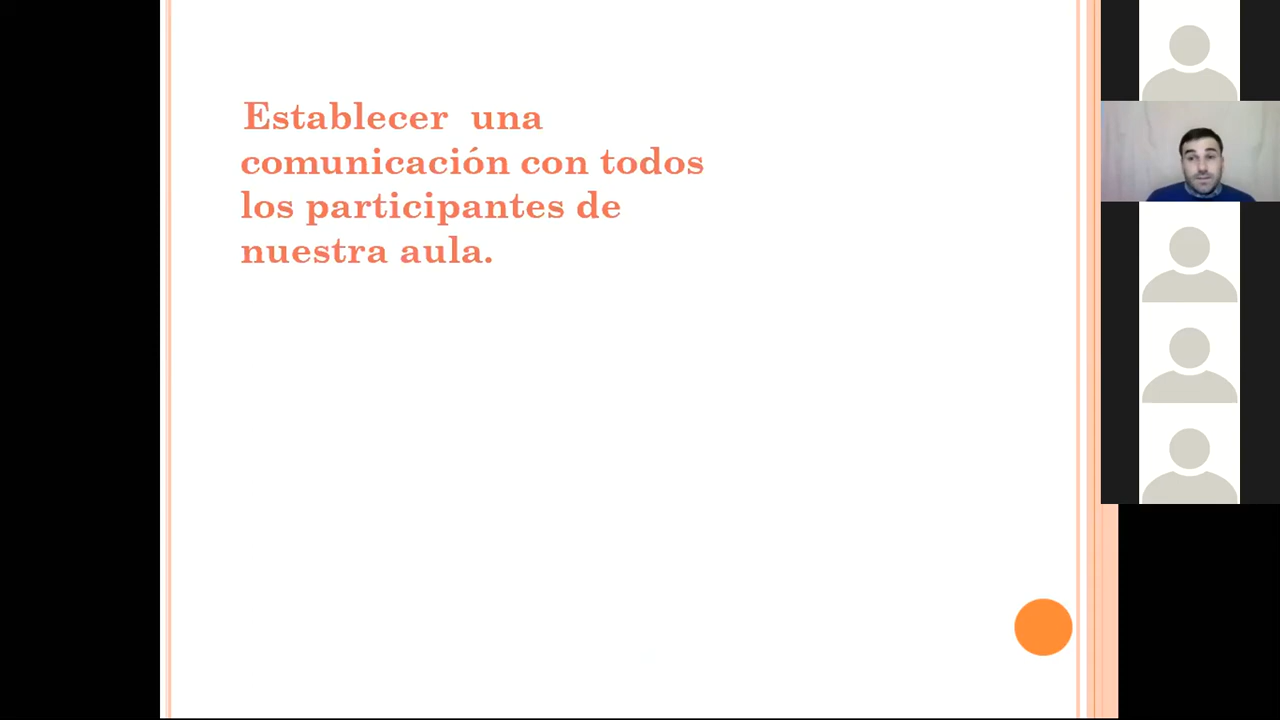 Establecer una
comunicación con todos
los participantes de
nuestra aula.